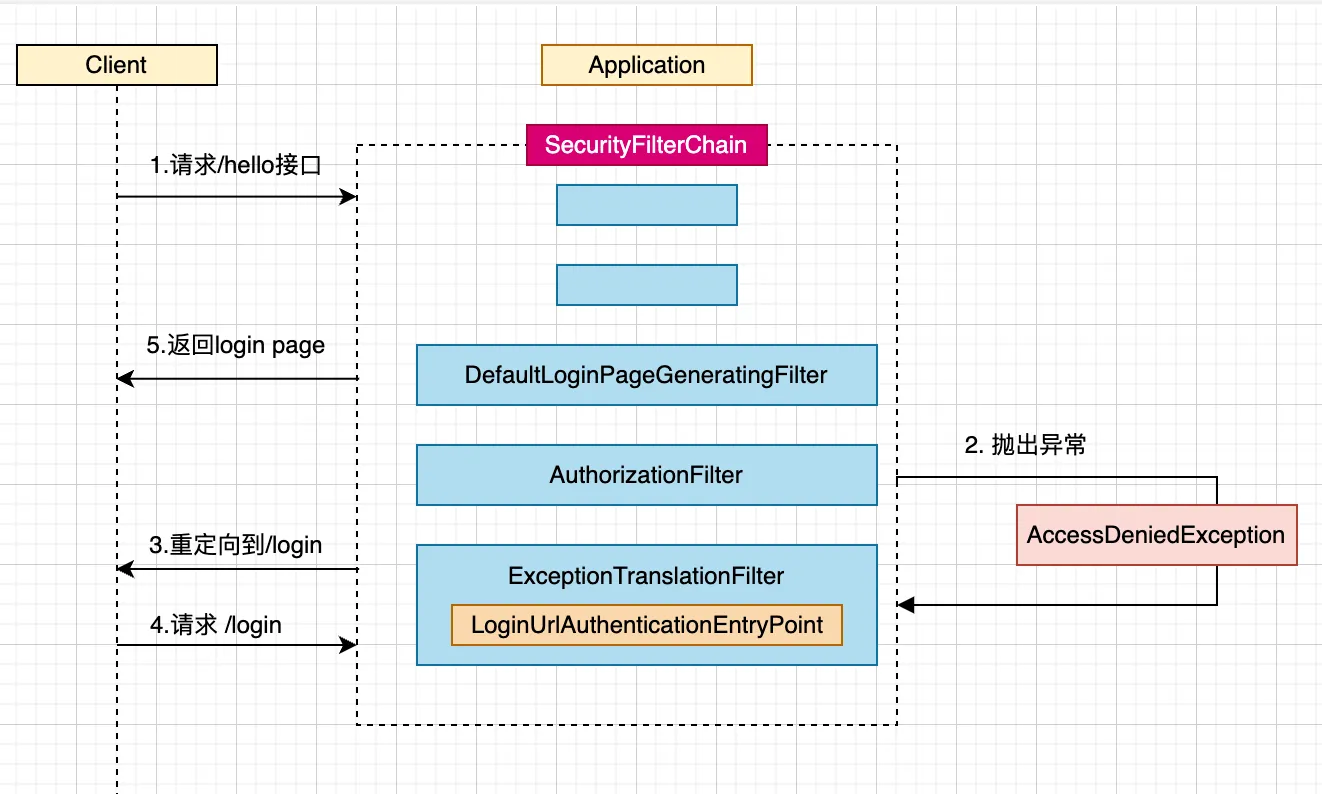 Client
Application
SecurityFilterChain
1.请求/hello接口
5.返回login page
DefaultLoginPageGeneratingFilter
2. 抛出异常
AuthorizationFilter
AccessDeniedException
3.重定向到/login
ExceptionTranslationFilter
4.请求 /login
LoginUrlAuthenticationEntryPoint